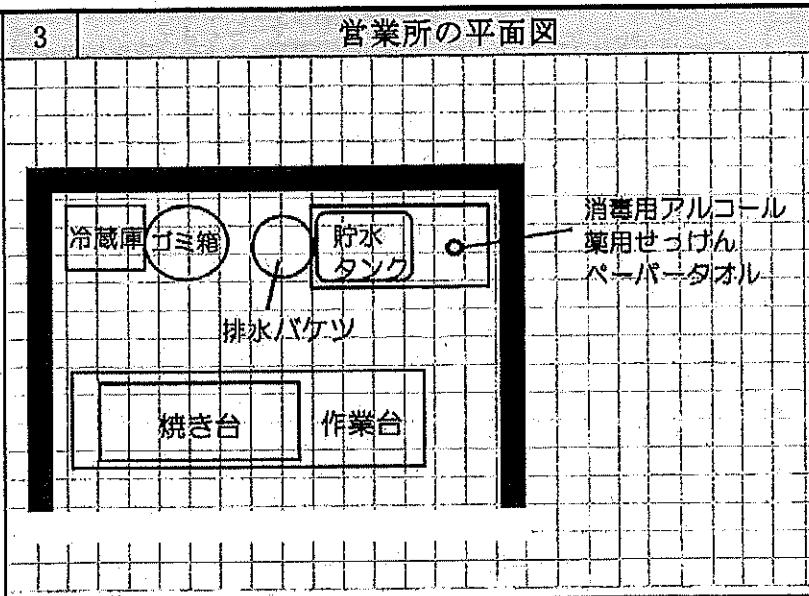 3
営業所の平面図
冷蔵庫
ゴミ箱
貯水
タンク
消毒用アルコール
薬用せっけん
ペーパータオル
排水バケツ
焼き台
作業台